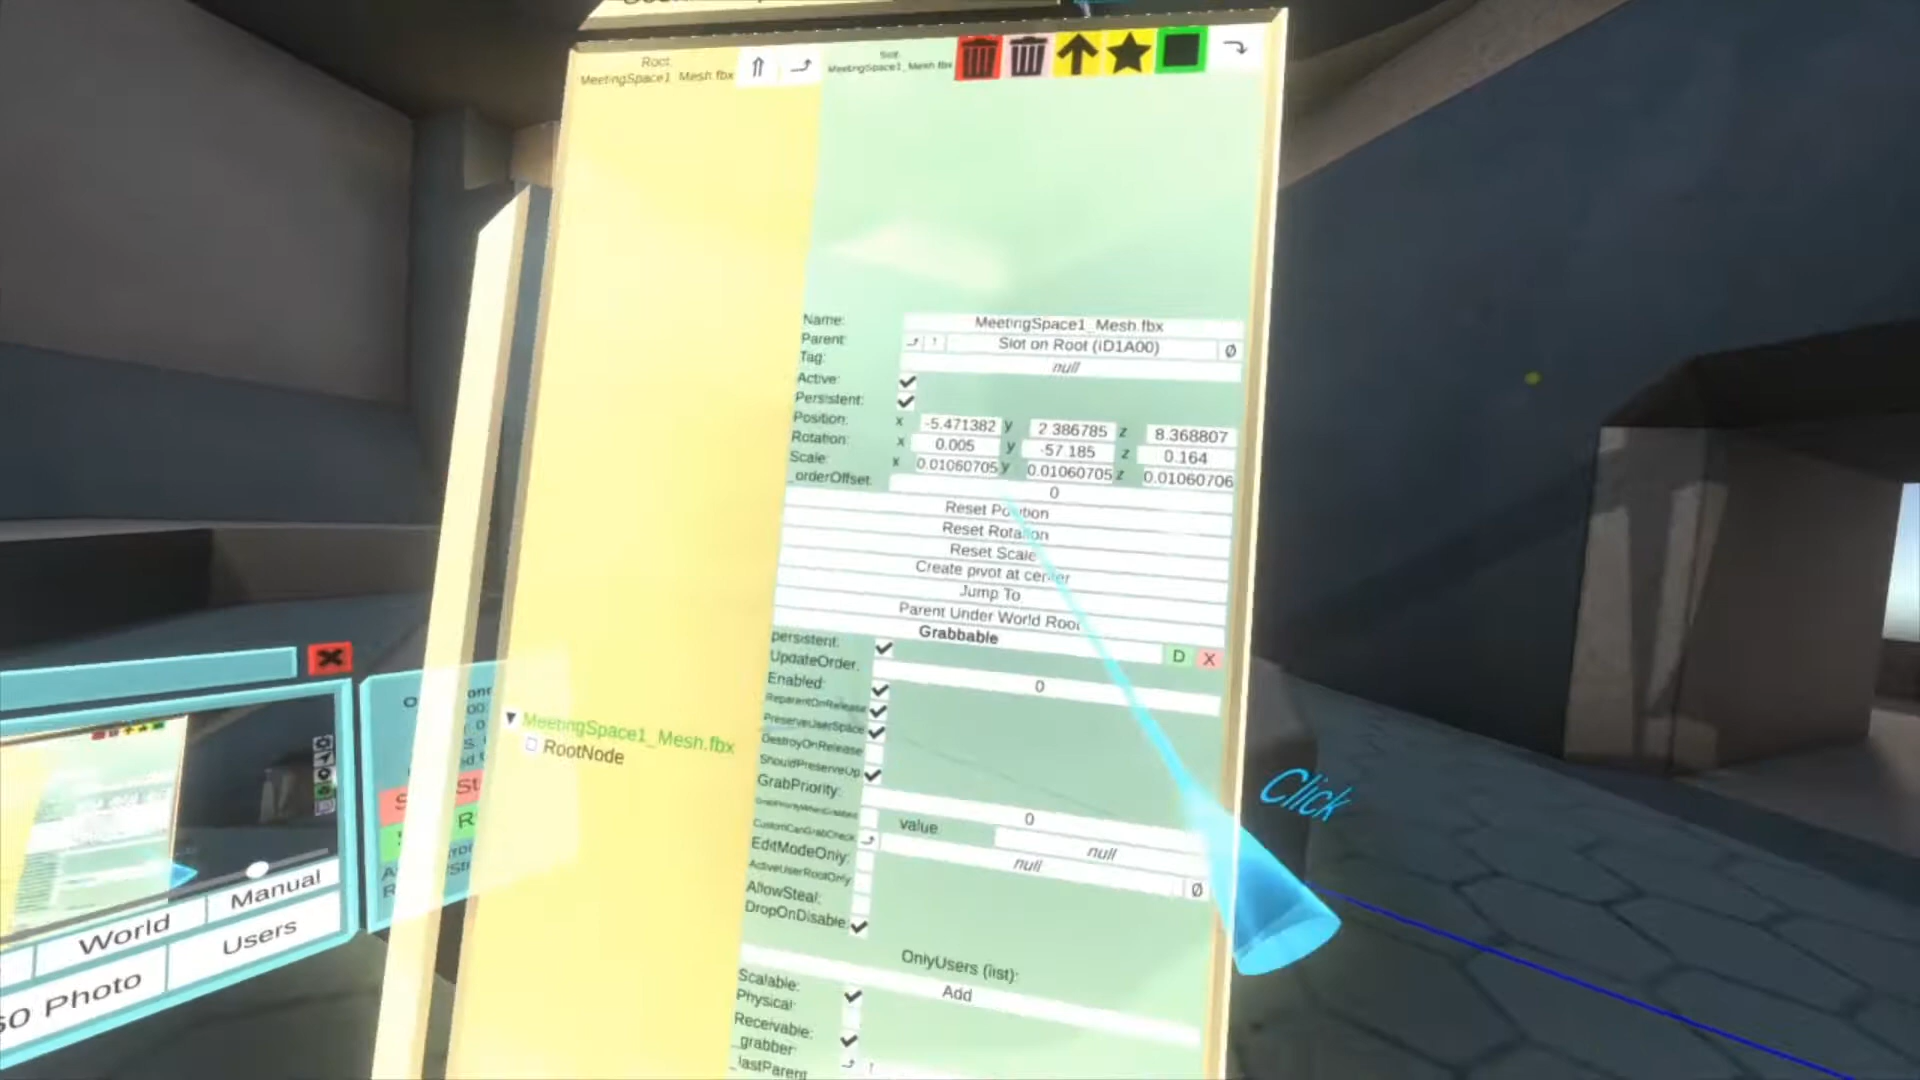 Root:
MeetingSpace1_Mesh.fbx
Slot:
MeetingSpace1_Mesh.fbx
Name:
MeetingSpace1_Mesh.fbx
Parent:
Slot on Root (ID1A00)
Ø
Tag:
null
Active:
Persistent:
Position:
x -5.471382 y 2.386785 z 8.368807
Rotation:
x 0.005 y -57.185 z 0.164
Scale:
x 0.01060705 y 0.01060705 z 0.01060706
_orderOffset:
0
Reset Position
Reset Rotation
Reset Scale
Create pivot at center
Jump To
Parent Under World Root
Grabbable
D X
persistent:
UpdateOrder:
0
Enabled:
ReparentOnRelease
PreserveUserSpace
DestroyOnRelease
ShouldPreserveUp
GrabPriority:
0
GrabPriorityWhenGrabbed
value
null
CustomCanGrabCheck
null
Ø
EditModeOnly:
ActiveUserRootOnly
AllowSteal:
DropOnDisable
OnlyUsers (list):
Add
Scalable:
Physical:
Receivable:
_grabber:
_lastParent
MeetingSpace1_Mesh.fbx
RootNode
Click
World
Manual
Users
Photo